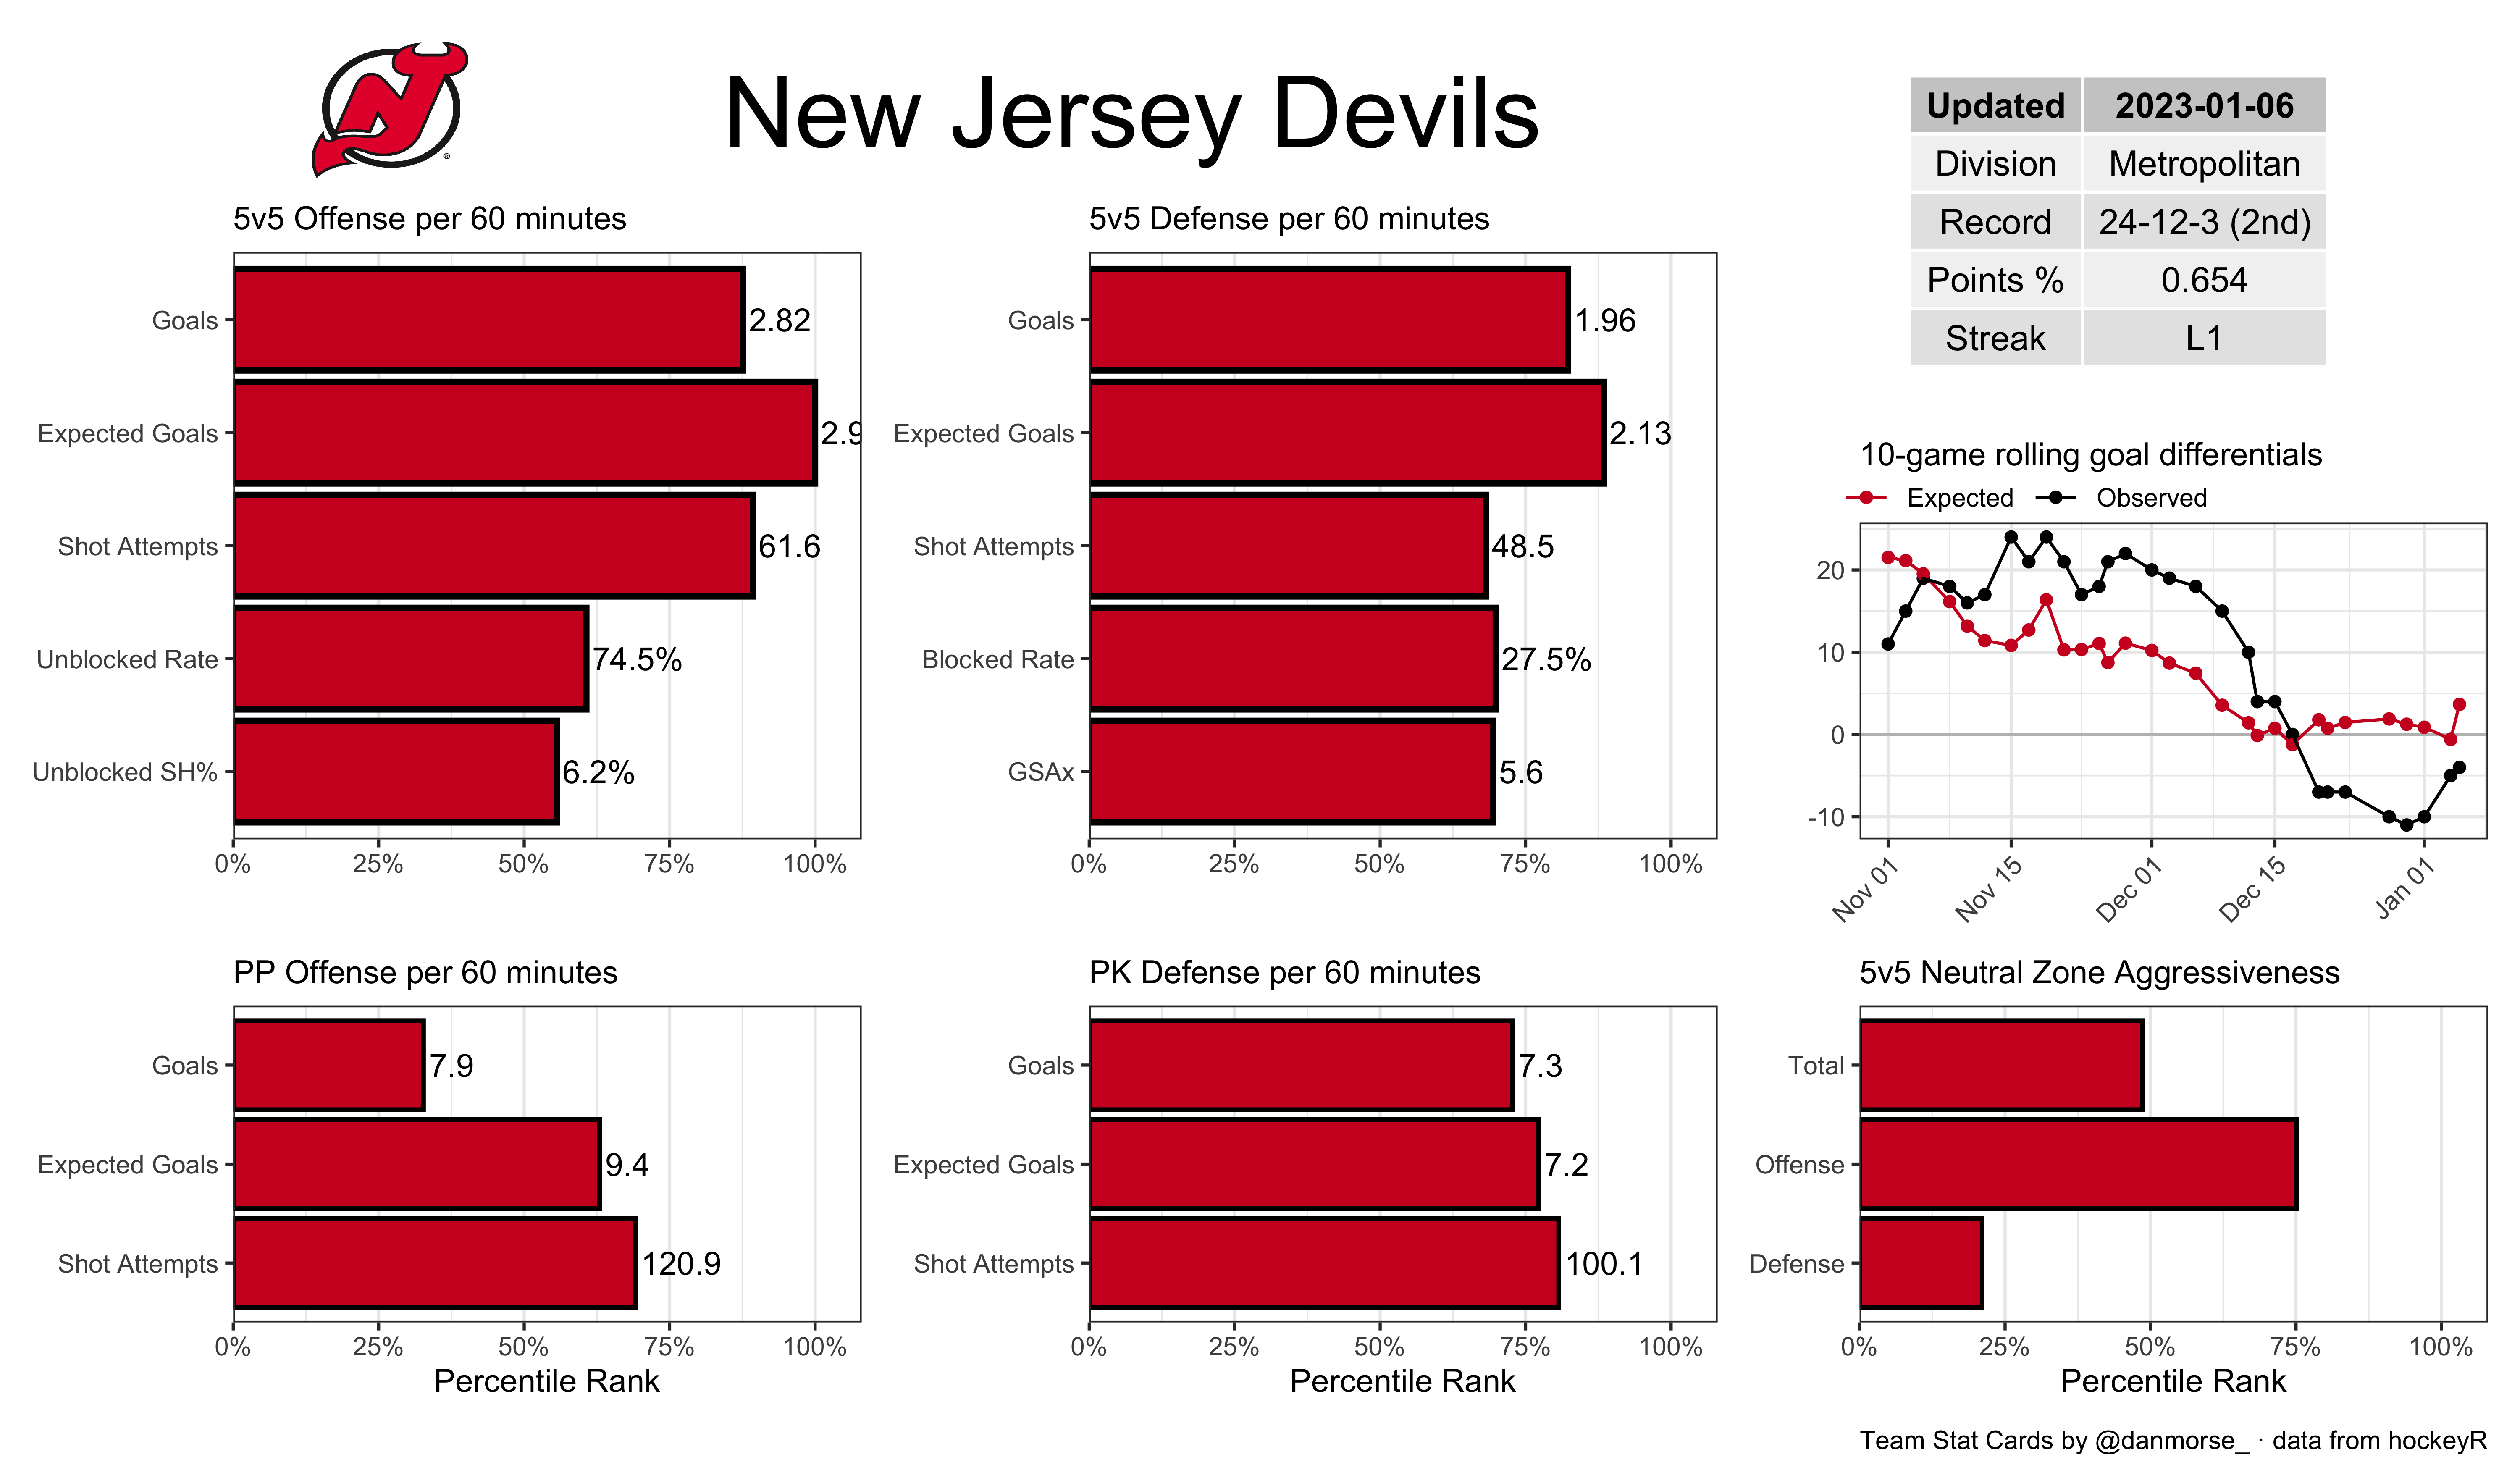 New Jersey Devils
Updated 2023-01-06
Division Metropolitan
Record 24-12-3 (2nd)
Points % 0.654
Streak L1
5v5 Offense per 60 minutes
Goals 2.82
Expected Goals
Shot Attempts 61.6
Unblocked Rate 74.5%
Unblocked SH% 6.2%
0% 25% 50% 75% 100%
5v5 Defense per 60 minutes
Goals 1.96
Expected Goals 2.13
Shot Attempts 48.5
Blocked Rate 27.5%
GSAx 5.6
0% 25% 50% 75% 100%
10-game rolling goal differentials
Expected Observed
20
10
0
-10
Nov 01 Nov 15 Dec 01 Dec 15 Jan 01
PP Offense per 60 minutes
Goals 7.9
Expected Goals 9.4
Shot Attempts 120.9
0% 25% 50% 75% 100%
Percentile Rank
PK Defense per 60 minutes
Goals 7.3
Expected Goals 7.2
Shot Attempts 100.1
0% 25% 50% 75% 100%
Percentile Rank
5v5 Neutral Zone Aggressiveness
Total
Offense
Defense
0% 25% 50% 75% 100%
Percentile Rank
Team Stat Cards by @danmorse_ · data from hockeyR